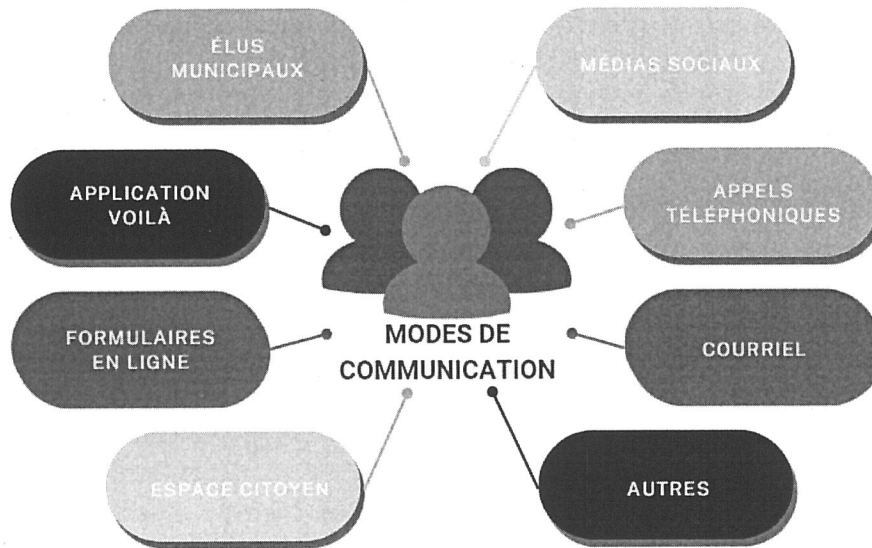 ÉLUS
MUNICIPAUX
MÉDIAS SOCIAUX
APPLICATION
VOILÀ
APPELS
TÉLÉPHONIQUES
FORMULAIRES
EN LIGNE
MODES DE
COMMUNICATION
COURRIEL
ESPACE CITOYEN
AUTRES